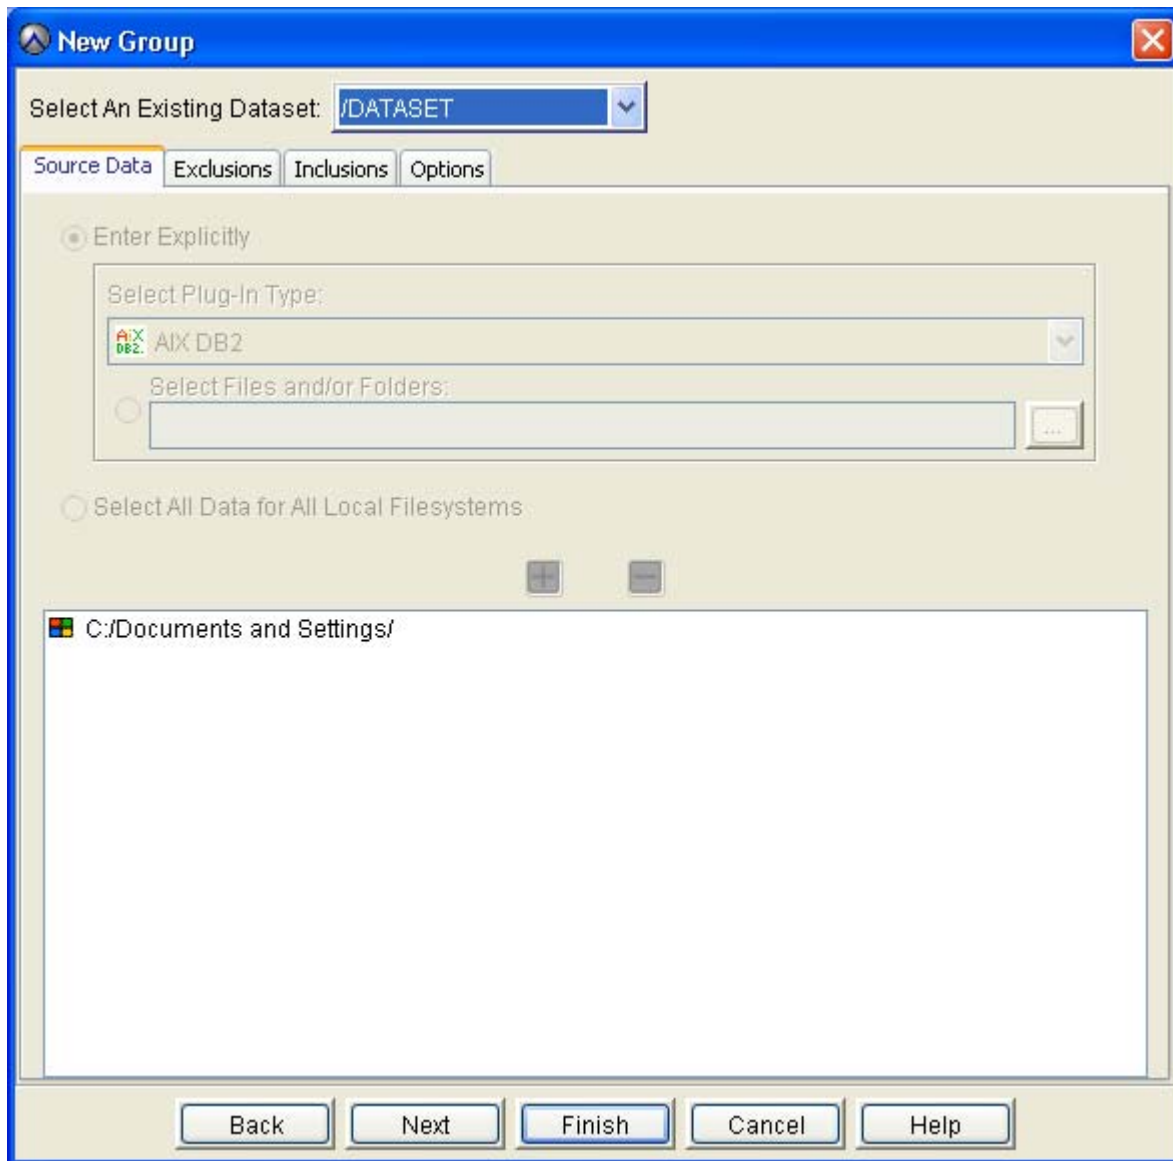 New Group
Select An Existing Dataset: /DATASET
Source Data Exclusions Inclusions Options
Enter Explicitly
Select Plug-In Type:
AIX DB2. AIX DB2
Select Files and/or Folders:
...
Select All Data for All Local Filesystems
C:/Documents and Settings/
Back Next Finish Cancel Help